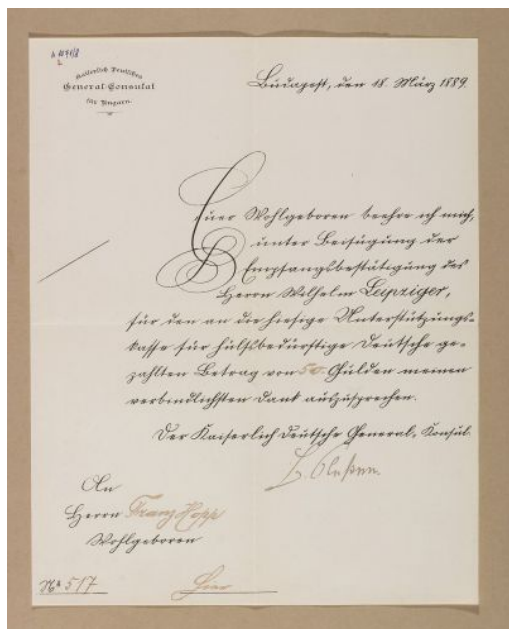 Kaiserlich Deutsches
General-Consulat
für Ungarn.
Budapest, den 18. März 1889.
Euer Wohlgeboren beehre ich mich,
unter Beifügung der
Empfangsbestätigung des
Herrn Wilhelm Leipziger,
für den an die hiesige Unterstützungs-
kasse für hülfsbedürftige Deutsche ge-
zahlten Betrag von 50 Gulden meinen
verbindlichsten Dank auszusprechen.
Der Kaiserlich Deutsche General-Konsul.
An
Herrn Franz Hopp
Wohlgeboren
No 517
Hier